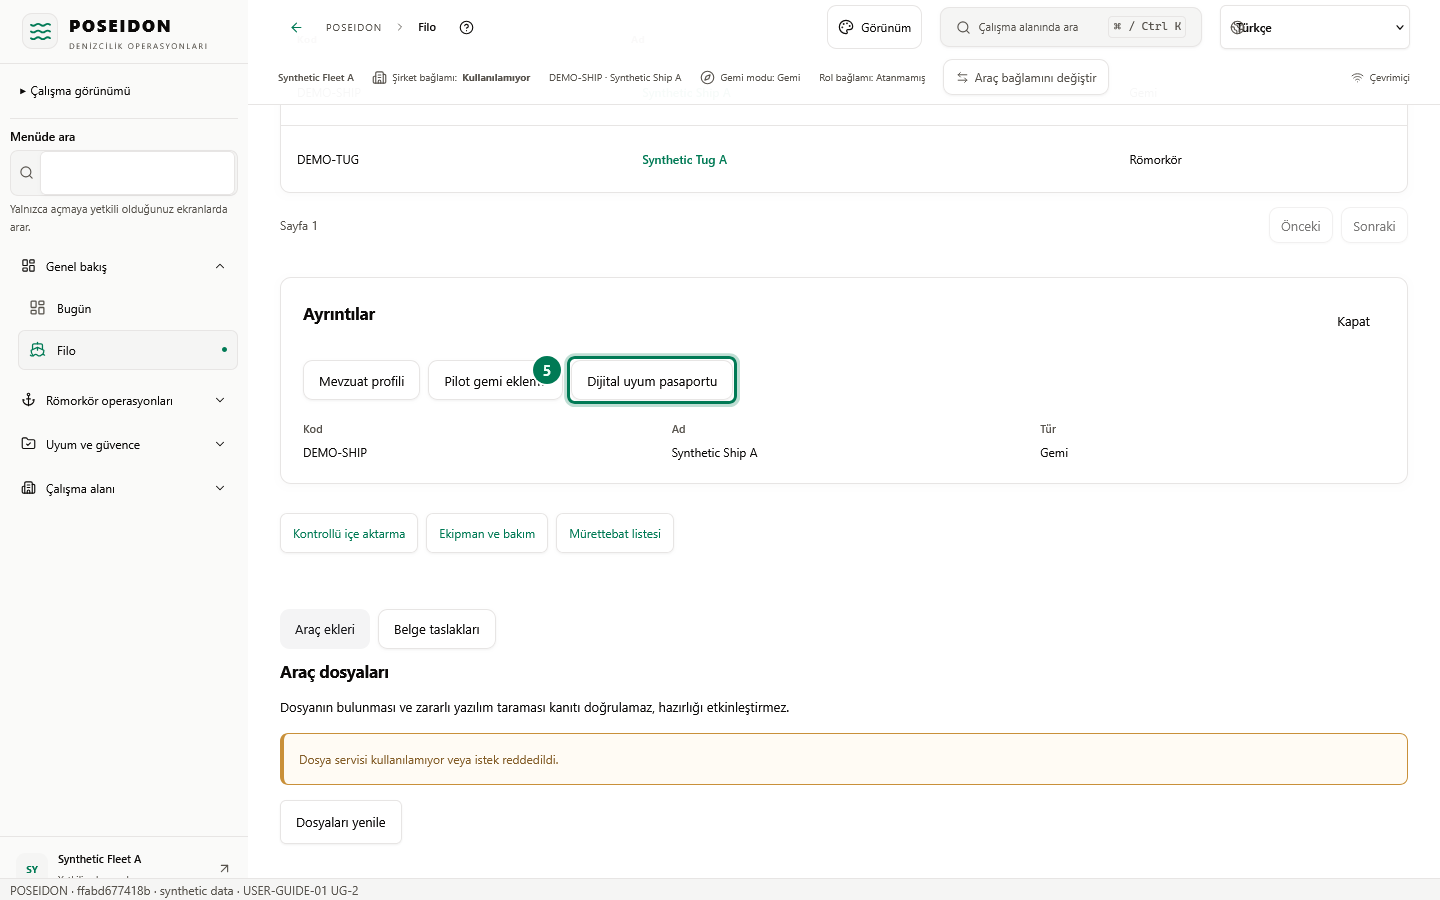 POSEIDON
DENİZCİLİK OPERASYONLARI
Çalışma görünümü
Menüde ara
Yalnızca açmaya yetkili olduğunuz ekranlarda
arar.
Genel bakış
Bugün
Filo
Römorkör operasyonları
Uyum ve güvence
Çalışma alanı
SY
Synthetic Fleet A
POSEIDON
Filo
Görünüm
Çalışma alanında ara
⌘ / Ctrl K
Türkçe
Synthetic Fleet A
Şirket bağlamı: Kullanılamıyor
DEMO-SHIP · Synthetic Ship A
Gemi modu: Gemi
Rol bağlamı: Atanmamış
Araç bağlamını değiştir
Çevrimiçi
DEMO-SHIP
Synthetic Ship A
Gemi
DEMO-TUG
Synthetic Tug A
Römorkör
Sayfa 1
Önceki
Sonraki
Ayrıntılar
Kapat
Mevzuat profili
Pilot gemi
5
Dijital uyum pasaportu
Kod
Ad
Tür
DEMO-SHIP
Synthetic Ship A
Gemi
Kontrollü içe aktarma
Ekipman ve bakım
Mürettebat listesi
Araç ekleri
Belge taslakları
Araç dosyaları
Dosyanın bulunması ve zararlı yazılım taraması kanıtı doğrulamaz, hazırlığı etkinleştirmez.
Dosya servisi kullanılamıyor veya istek reddedildi.
Dosyaları yenile
POSEIDON · ffabd677418b · synthetic data · USER-GUIDE-01 UG-2